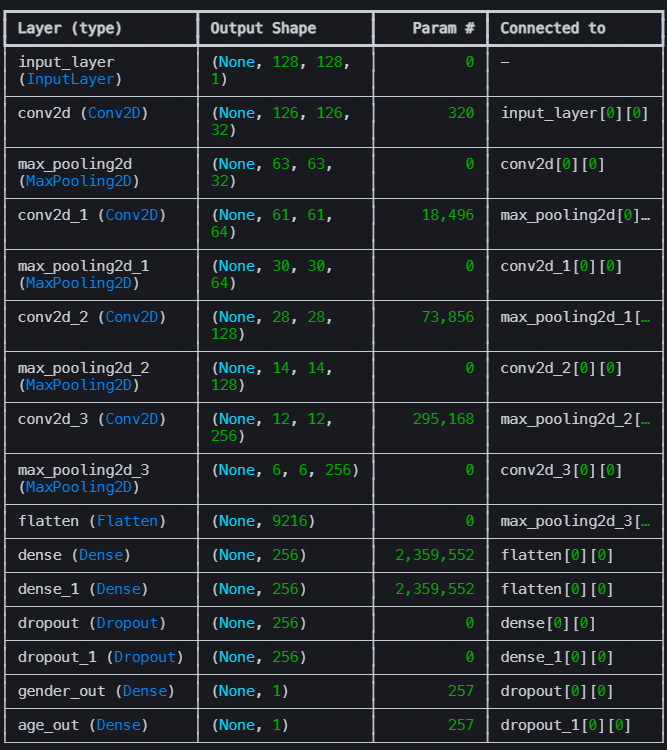 Layer (type) Output Shape Param # Connected to
input_layer (None, 128, 128, 0 –
(InputLayer) 1)
conv2d (Conv2D) (None, 126, 126, 320 input_layer[0][0]
32)
max_pooling2d (None, 63, 63, 0 conv2d[0][0]
(MaxPooling2D) 32)
conv2d_1 (Conv2D) (None, 61, 61, 18,496 max_pooling2d[0]…
64)
max_pooling2d_1 (None, 30, 30, 0 conv2d_1[0][0]
(MaxPooling2D) 64)
conv2d_2 (Conv2D) (None, 28, 28, 73,856 max_pooling2d_1[…
128)
max_pooling2d_2 (None, 14, 14, 0 conv2d_2[0][0]
(MaxPooling2D) 128)
conv2d_3 (Conv2D) (None, 12, 12, 295,168 max_pooling2d_2[…
256)
max_pooling2d_3 (None, 6, 6, 256) 0 conv2d_3[0][0]
(MaxPooling2D)
flatten (Flatten) (None, 9216) 0 max_pooling2d_3[…
dense (Dense) (None, 256) 2,359,552 flatten[0][0]
dense_1 (Dense) (None, 256) 2,359,552 flatten[0][0]
dropout (Dropout) (None, 256) 0 dense[0][0]
dropout_1 (Dropout) (None, 256) 0 dense_1[0][0]
gender_out (Dense) (None, 1) 257 dropout[0][0]
age_out (Dense) (None, 1) 257 dropout_1[0][0]